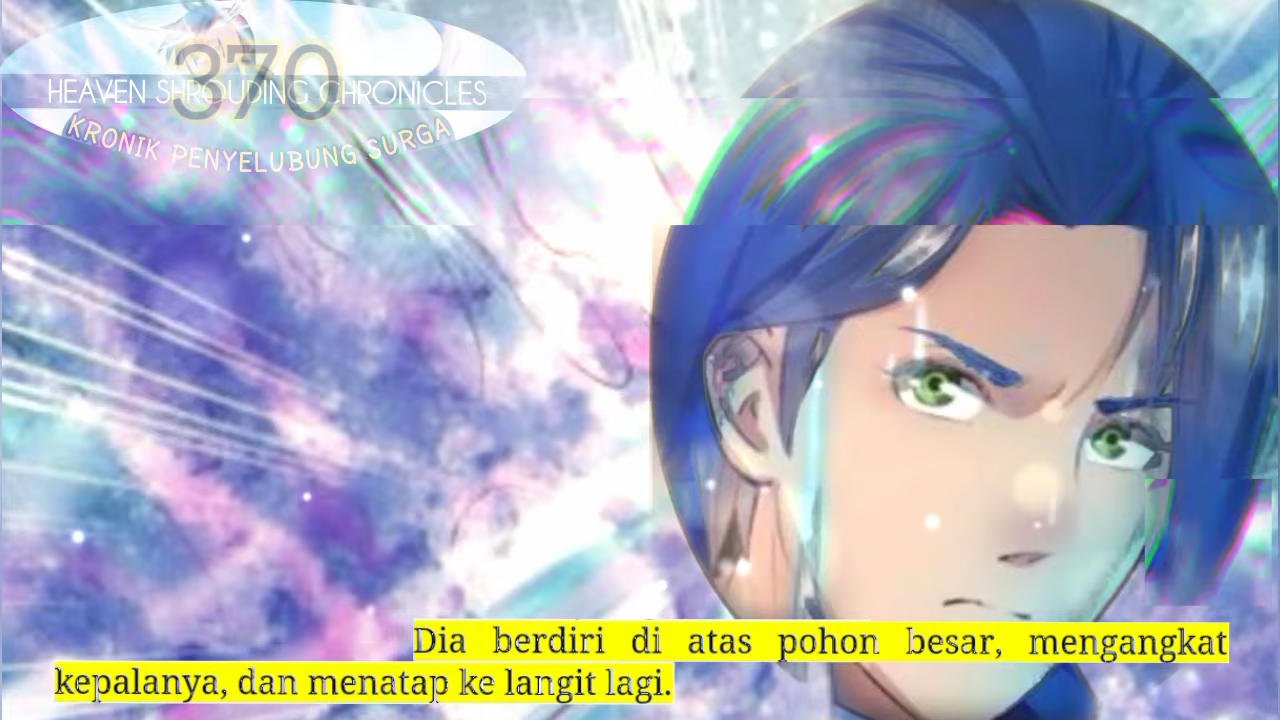 370
HEAVEN SHROUDING CHRONICLES
KRONIK PENYELUBUNG SURGA
Dia berdiri di atas pohon besar, mengangkat
kepalanya, dan menatap ke langit lagi.